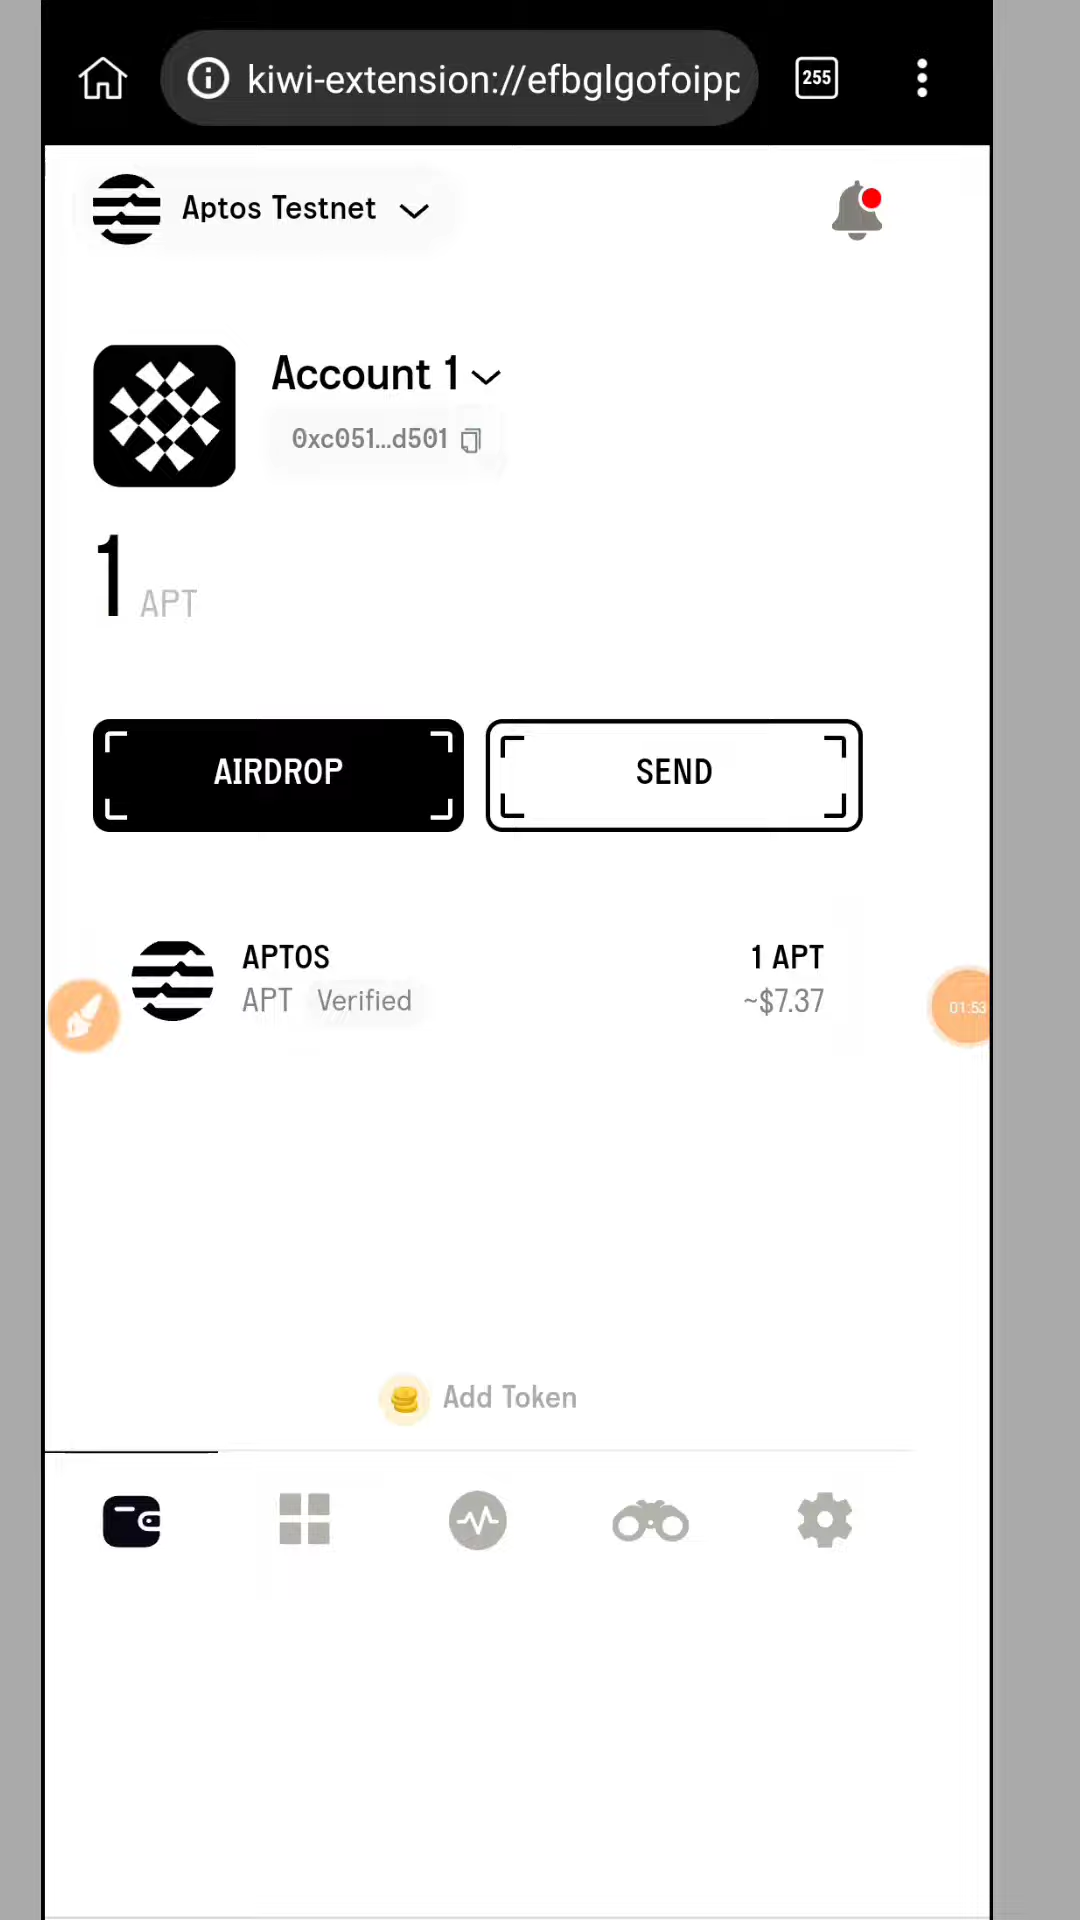 kiwi-extension://efbglgofoipp
255
Aptos Testnet
Account 1
0xc051...d501
1 APT
AIRDROP
SEND
APTOS
1 APT
APT Verified
~$7.37
01:53
Add Token